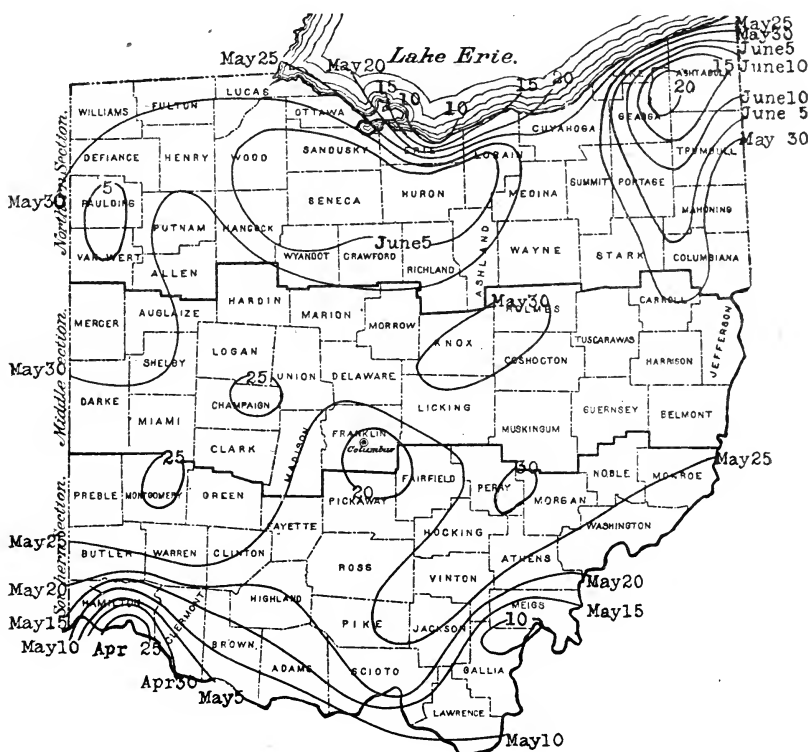 May25
May30
June5
June10
15
20
June10
June 5
May 30
May25
May20
Lake Erie.
15
10
10
15
20
LUCAS
FULTON
WILLIAMS
OTTAWA
LAKE
ASHTABULA
GEAUGA
CUYAHOGA
ERIE
LORAIN
SANDUSKY
WOOD
HENRY
DEFIANCE
TRUMBULL
Northern Section.
May30
5
PAULDING
PUTNAM
HANCOCK
SENECA
HURON
MEDINA
SUMMIT
PORTAGE
MAHONING
VAN WERT
ALLEN
WYANDOT
CRAWFORD
RICHLAND
ASHLAND
WAYNE
STARK
COLUMBIANA
June5
MERCER
AUGLAIZE
HARDIN
MARION
MORROW
KNOX
May30
HOLMES
CARROLL
JEFFERSON
TUSCARAWAS
COSHOCTON
HARRISON
May30
Middle Section.
SHELBY
LOGAN
UNION
DELAWARE
DARKE
MIAMI
25
CHAMPAIGN
CLARK
MADISON
FRANKLIN
Columbus
LICKING
MUSKINGUM
GUERNSEY
BELMONT
Southern Section.
PREBLE
25
MONTGOMERY
GREEN
FAYETTE
PICKAWAY
20
FAIRFIELD
PERRY
30
MORGAN
NOBLE
MONROE
May25
WASHINGTON
HOCKING
ATHENS
May25
BUTLER
WARREN
CLINTON
ROSS
VINTON
May20
May20
HAMILTON
CLERMONT
HIGHLAND
PIKE
JACKSON
MEIGS
May15
May15
10
May10
Apr 25
BROWN
ADAMS
SCIOTO
GALLIA
Apr30
May5
LAWRENCE
May10